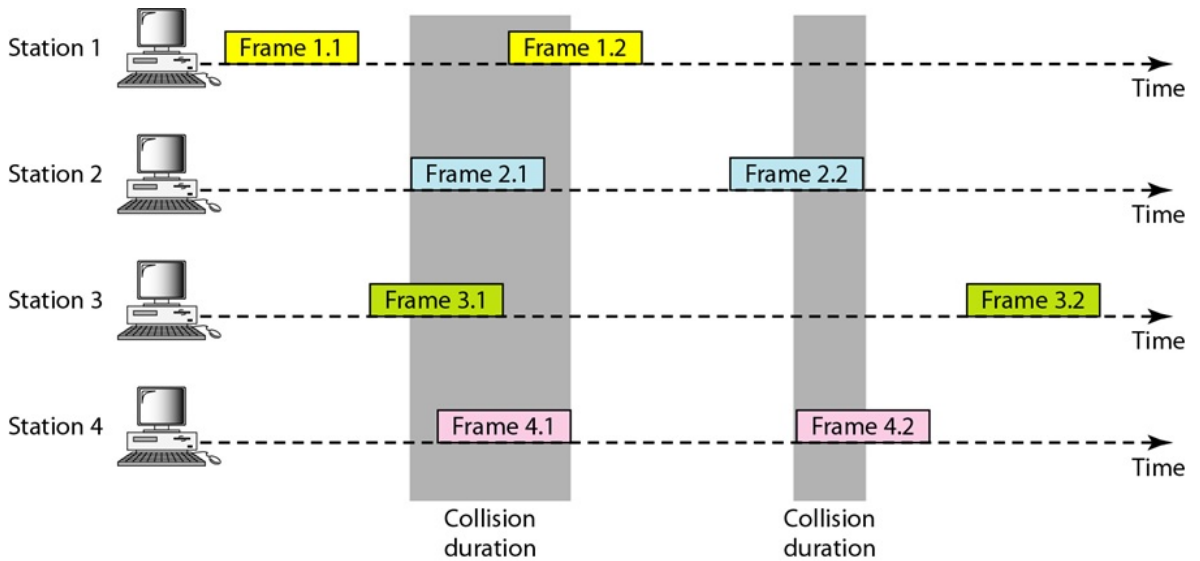 Station 1
Frame 1.1
Frame 1.2
Time
Station 2
Frame 2.1
Frame 2.2
Time
Station 3
Frame 3.1
Frame 3.2
Time
Station 4
Frame 4.1
Frame 4.2
Time
Collision
duration
Collision
duration